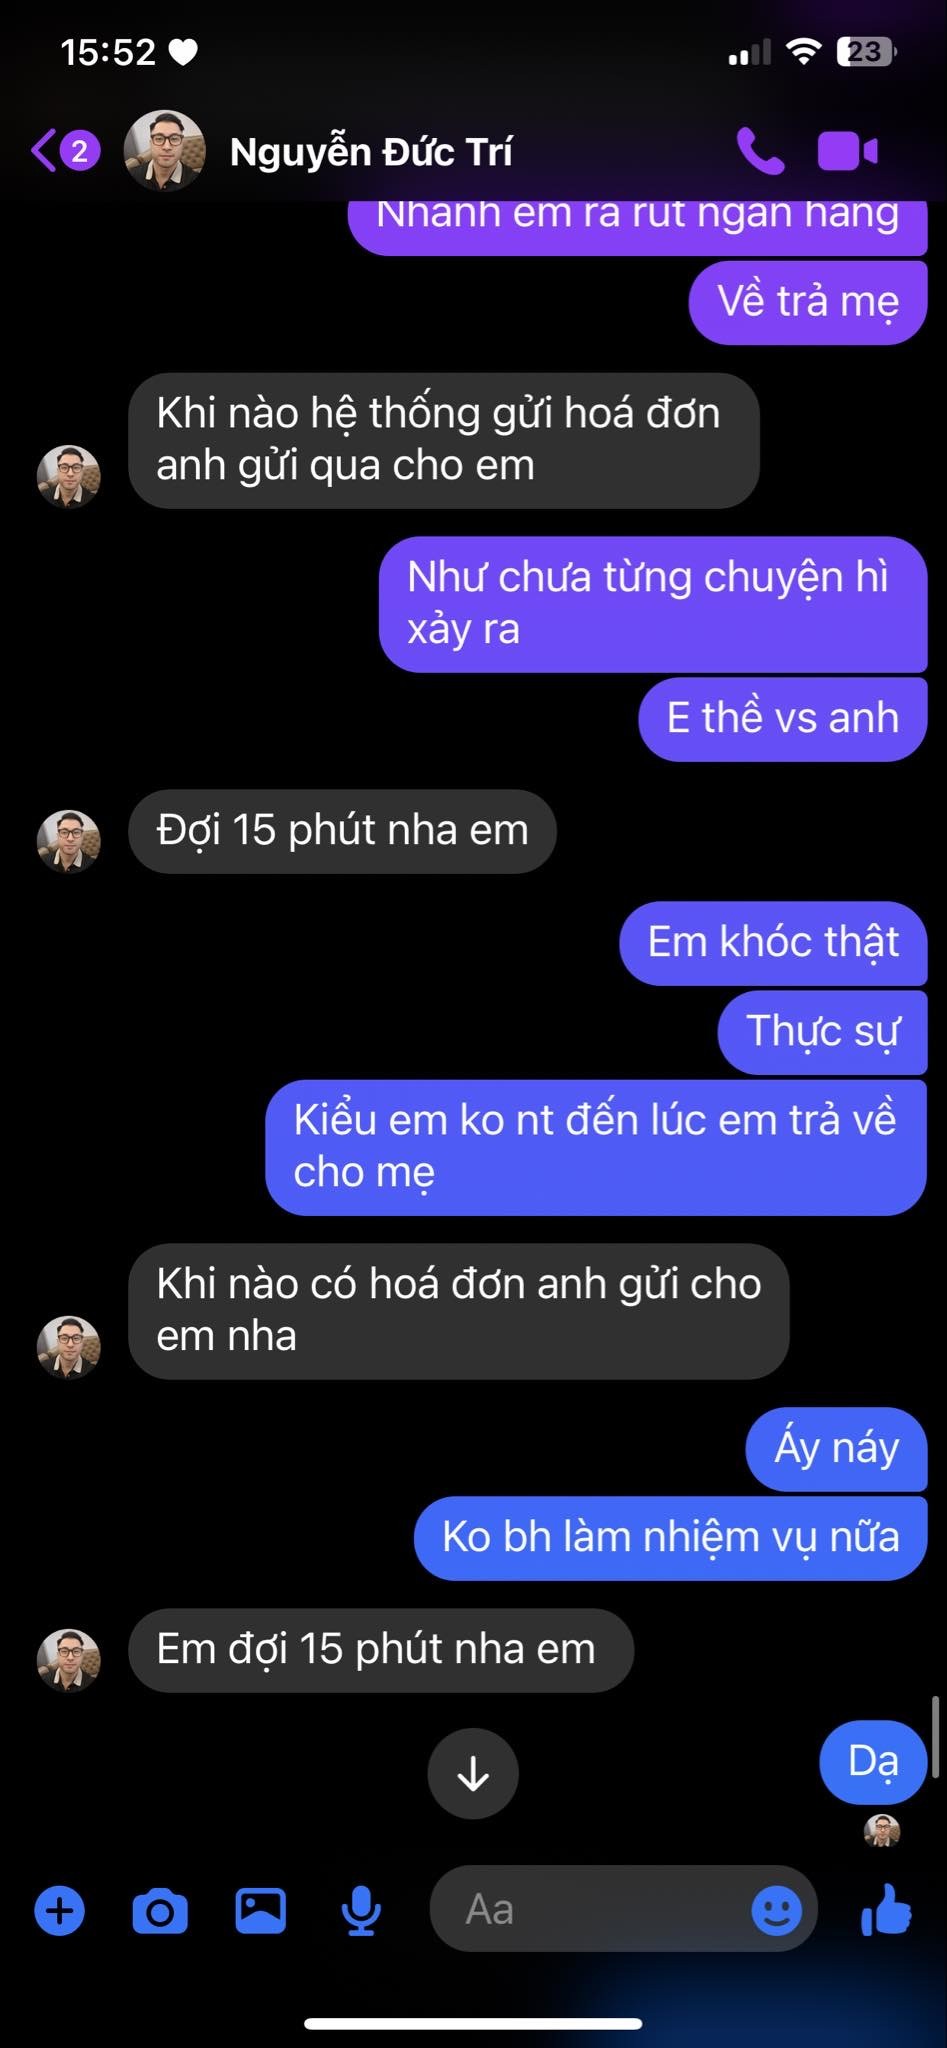 15:52
23
2
Nguyễn Đức Trí
Nhanh em ra rút ngân hàng
Về trả mẹ
Khi nào hệ thống gửi hoá đơn
anh gửi qua cho em
Như chưa từng chuyện hì
xảy ra
E thề vs anh
Đợi 15 phút nha em
Em khóc thật
Thực sự
Kiểu em ko nt đến lúc em trả về
cho mẹ
Khi nào có hoá đơn anh gửi cho
em nha
Áy náy
Ko bh làm nhiệm vụ nữa
Em đợi 15 phút nha em
Dạ
Aa